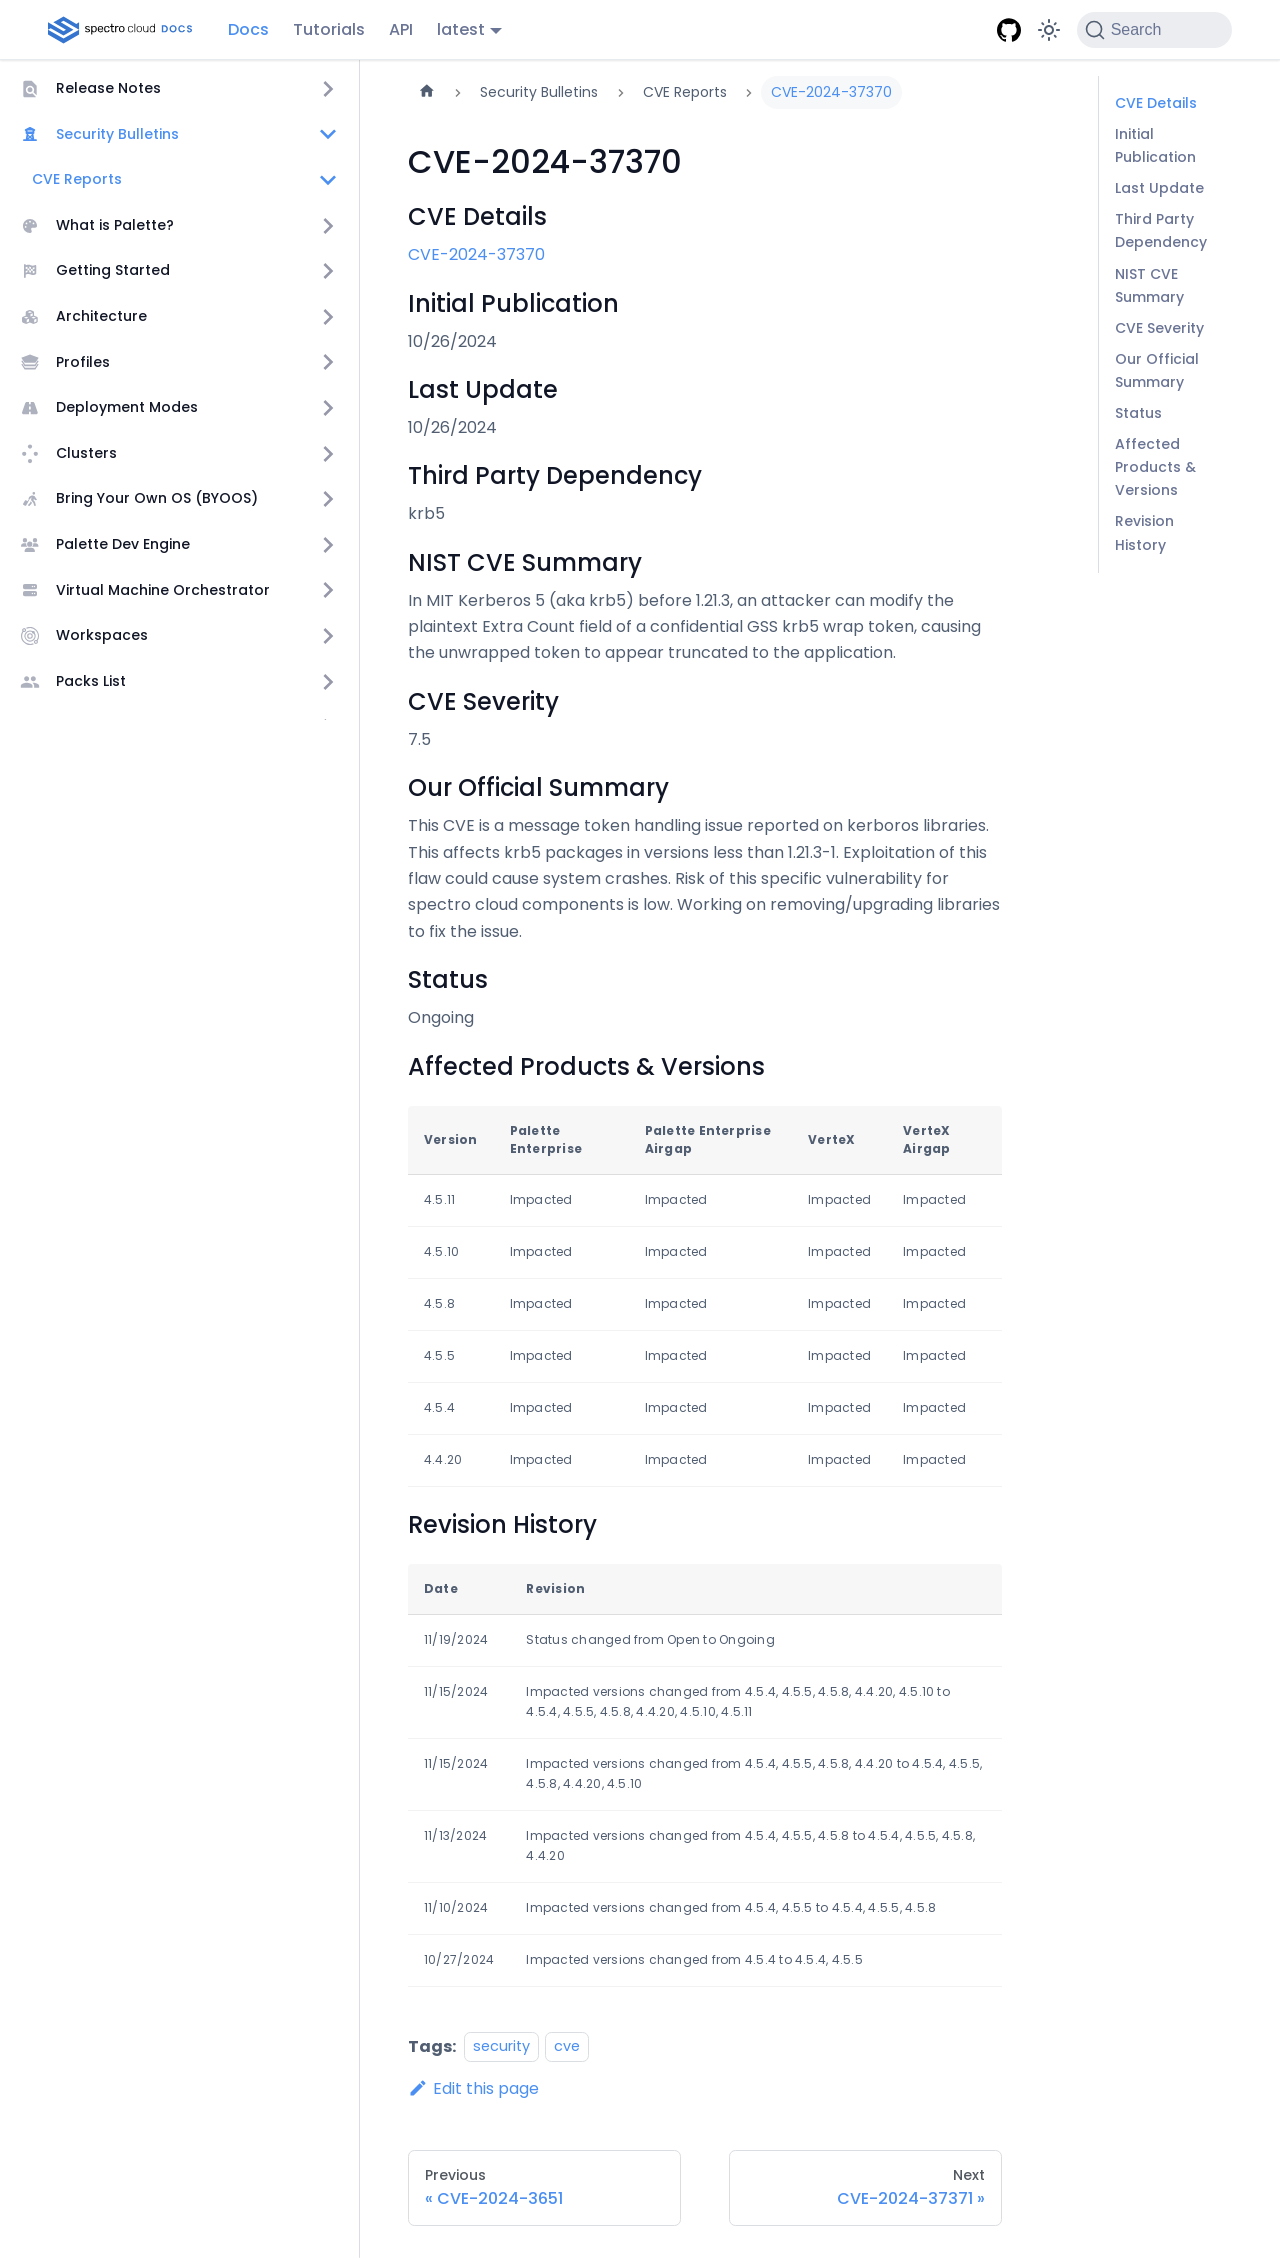 spectro cloud DOCS
Docs
Tutorials
API
latest
Search
Release Notes
Security Bulletins
CVE Reports
What is Palette?
Getting Started
Architecture
Profiles
Deployment Modes
Clusters
Bring Your Own OS (BYOOS)
Palette Dev Engine
Virtual Machine Orchestrator
Workspaces
Packs List
Security Bulletins
CVE Reports
CVE-2024-37370
CVE-2024-37370
CVE Details
CVE-2024-37370
Initial Publication
10/26/2024
Last Update
10/26/2024
Third Party Dependency
krb5
NIST CVE Summary
In MIT Kerberos 5 (aka krb5) before 1.21.3, an attacker can modify the
plaintext Extra Count field of a confidential GSS krb5 wrap token, causing
the unwrapped token to appear truncated to the application.
CVE Severity
7.5
Our Official Summary
This CVE is a message token handling issue reported on kerboros libraries.
This affects krb5 packages in versions less than 1.21.3-1. Exploitation of this
flaw could cause system crashes. Risk of this specific vulnerability for
spectro cloud components is low. Working on removing/upgrading libraries
to fix the issue.
Status
Ongoing
Affected Products & Versions
Version Palette Enterprise Palette Enterprise Airgap VerteX VerteX Airgap
4.5.11 Impacted Impacted Impacted Impacted
4.5.10 Impacted Impacted Impacted Impacted
4.5.8 Impacted Impacted Impacted Impacted
4.5.5 Impacted Impacted Impacted Impacted
4.5.4 Impacted Impacted Impacted Impacted
4.4.20 Impacted Impacted Impacted Impacted
Revision History
Date Revision
11/19/2024 Status changed from Open to Ongoing
11/15/2024 Impacted versions changed from 4.5.4, 4.5.5, 4.5.8, 4.4.20, 4.5.10 to
4.5.4, 4.5.5, 4.5.8, 4.4.20, 4.5.10, 4.5.11
11/15/2024 Impacted versions changed from 4.5.4, 4.5.5, 4.5.8, 4.4.20 to 4.5.4, 4.5.5,
4.5.8, 4.4.20, 4.5.10
11/13/2024 Impacted versions changed from 4.5.4, 4.5.5, 4.5.8 to 4.5.4, 4.5.5, 4.5.8,
4.4.20
11/10/2024 Impacted versions changed from 4.5.4, 4.5.5 to 4.5.4, 4.5.5, 4.5.8
10/27/2024 Impacted versions changed from 4.5.4 to 4.5.4, 4.5.5
Tags: security cve
Edit this page
Previous
« CVE-2024-3651
Next
CVE-2024-37371 »
CVE Details
Initial
Publication
Last Update
Third Party
Dependency
NIST CVE
Summary
CVE Severity
Our Official
Summary
Status
Affected
Products &
Versions
Revision
History